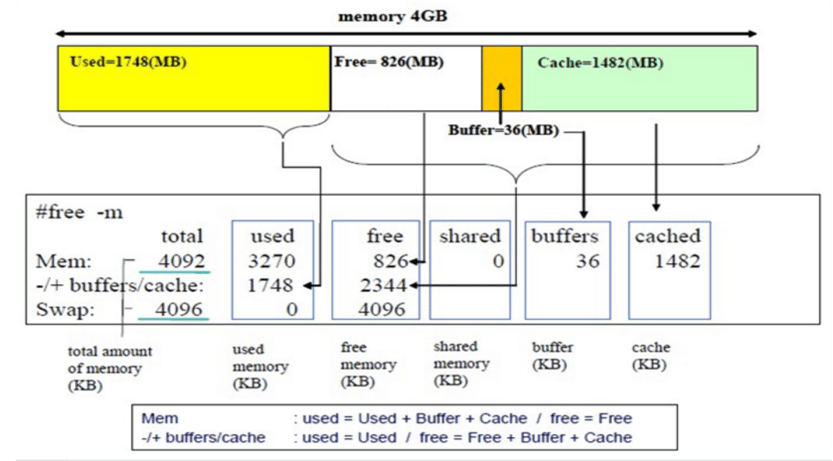 memory 4GB
Used=1748(MB) Free= 826(MB) Cache=1482(MB)
Buffer=36(MB)
#free -m
total used free shared buffers cached
Mem: 4092 3270 826 0 36 1482
-/+ buffers/cache: 1748 2344
Swap: 4096 0 4096
total amount of memory (KB)
used memory (KB)
free memory (KB)
shared memory (KB)
buffer (KB)
cache (KB)
Mem : used = Used + Buffer + Cache / free = Free
-/+ buffers/cache : used = Used / free = Free + Buffer + Cache